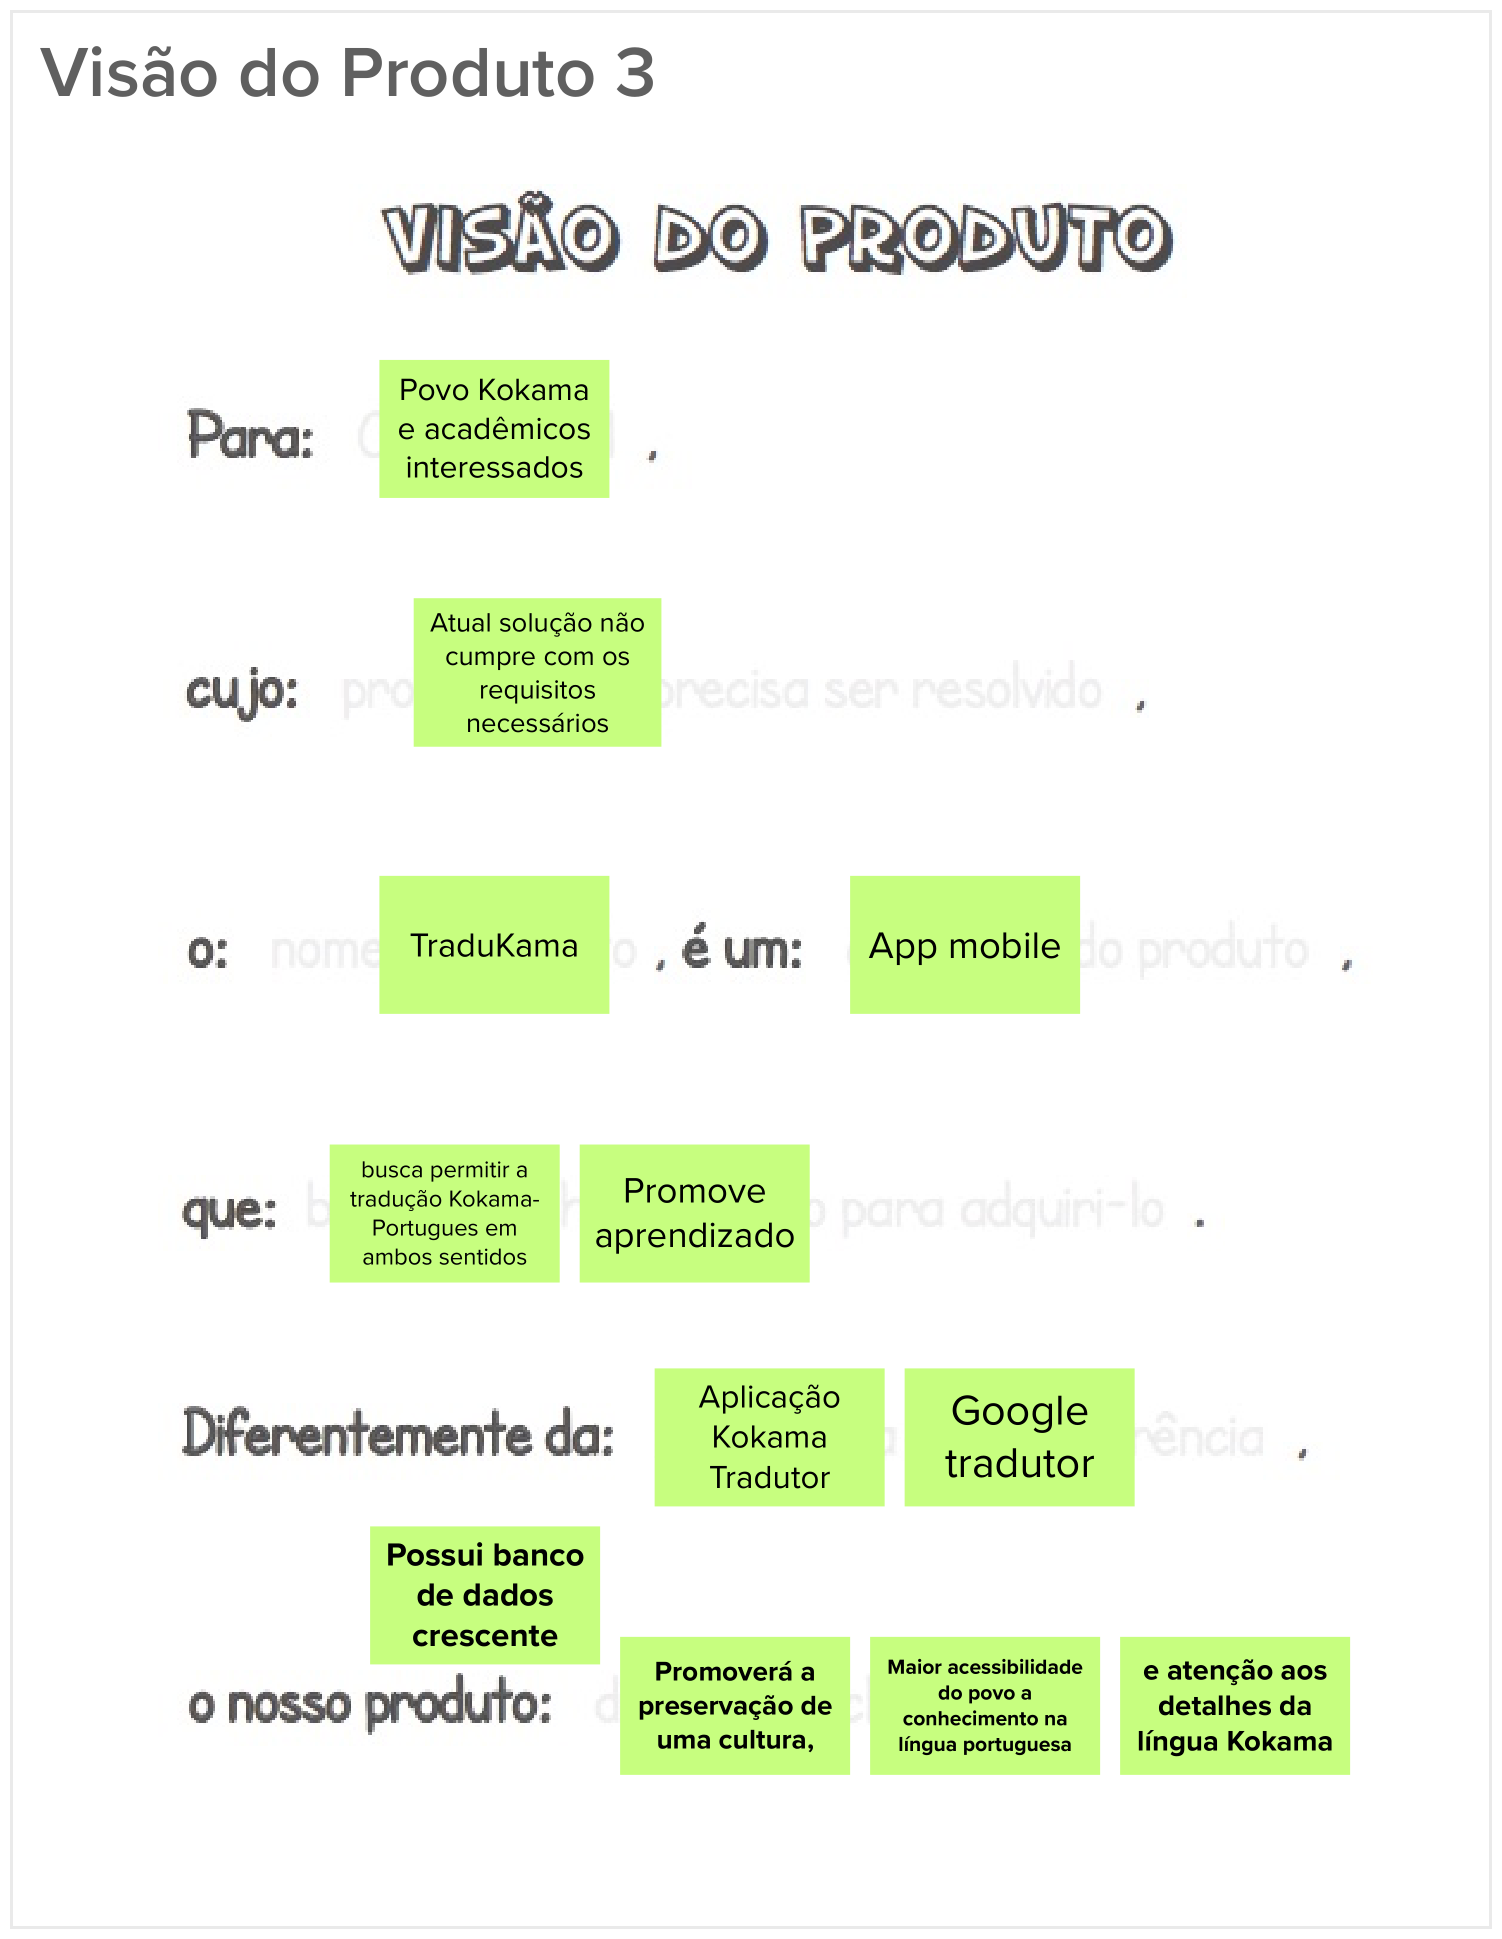 Visão do Produto 3
VISÃO DO PRODUTO
Povo Kokama
e acadêmicos
interessados
Para: ,
Atual solução não
cumpre com os
requisitos
necessários
cujo: precisa ser resolvido ,
o: nome TraduKama , é um: App mobile do produto ,
busca permitir a
tradução Kokama-
Portugues em
ambos sentidos
Promove
aprendizado
que: para adquiri-lo .
Aplicação
Kokama
Tradutor
Google
tradutor
Diferentemente da: ,
Possui banco
de dados
crescente
o nosso produto:
Promoverá a
preservação de
uma cultura,
Maior acessibilidade
do povo a
conhecimento na
língua portuguesa
e atenção aos
detalhes da
língua Kokama